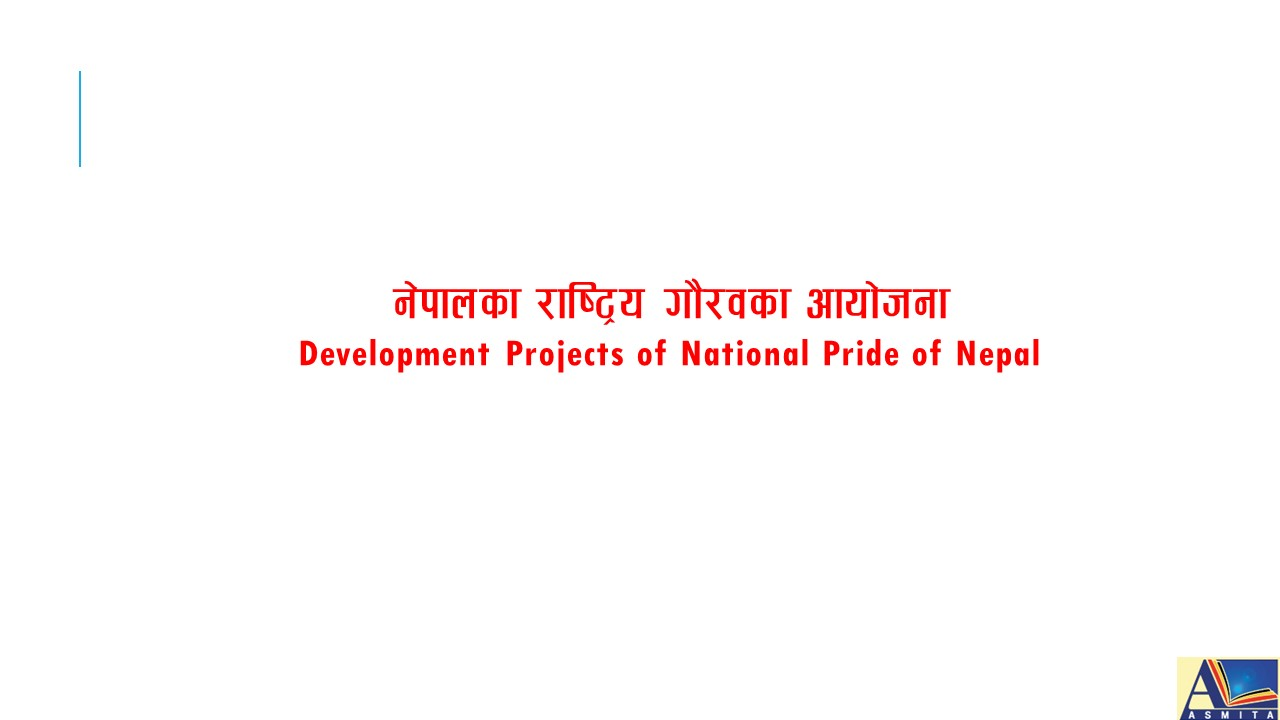 नेपालका राष्ट्रिय गौरवका आयोजना
Development Projects of National Pride of Nepal
ASMITA